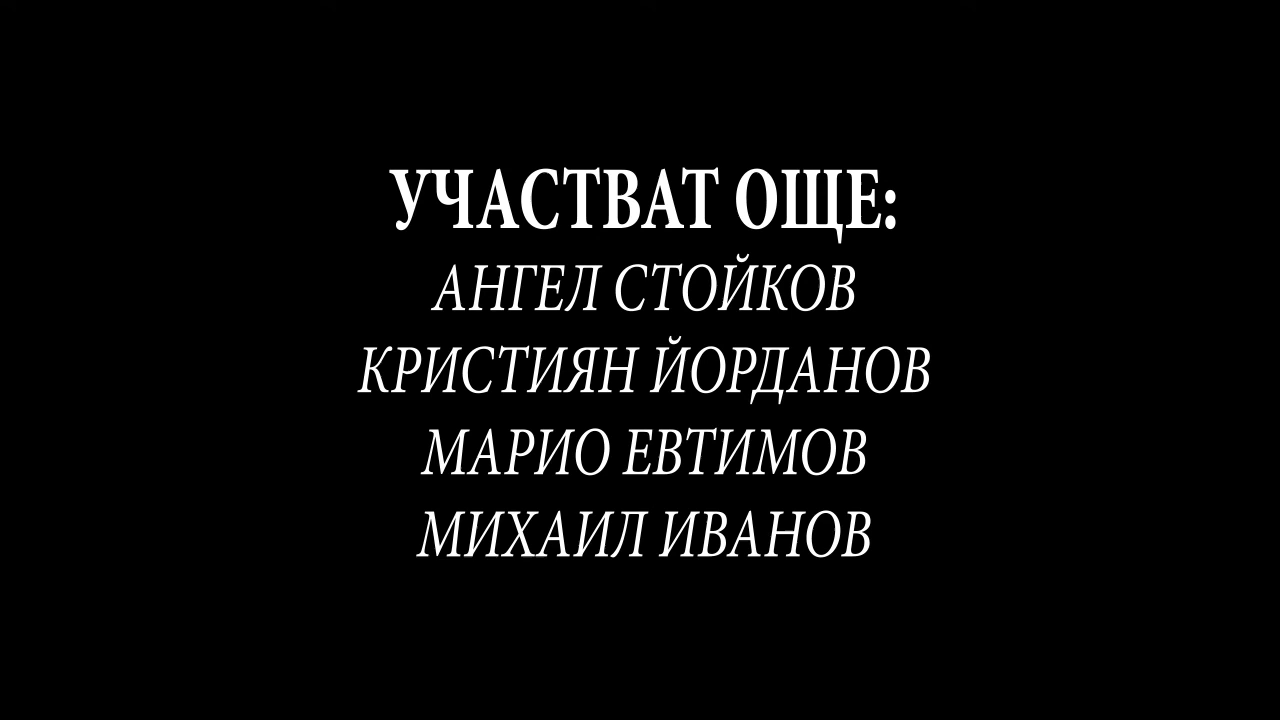 УЧАСТВАТ ОЩЕ:
АНГЕЛ СТОЙКОВ
КРИСТИЯН ЙОРДАНОВ
МАРИО ЕВТИМОВ
МИХАИЛ ИВАНОВ